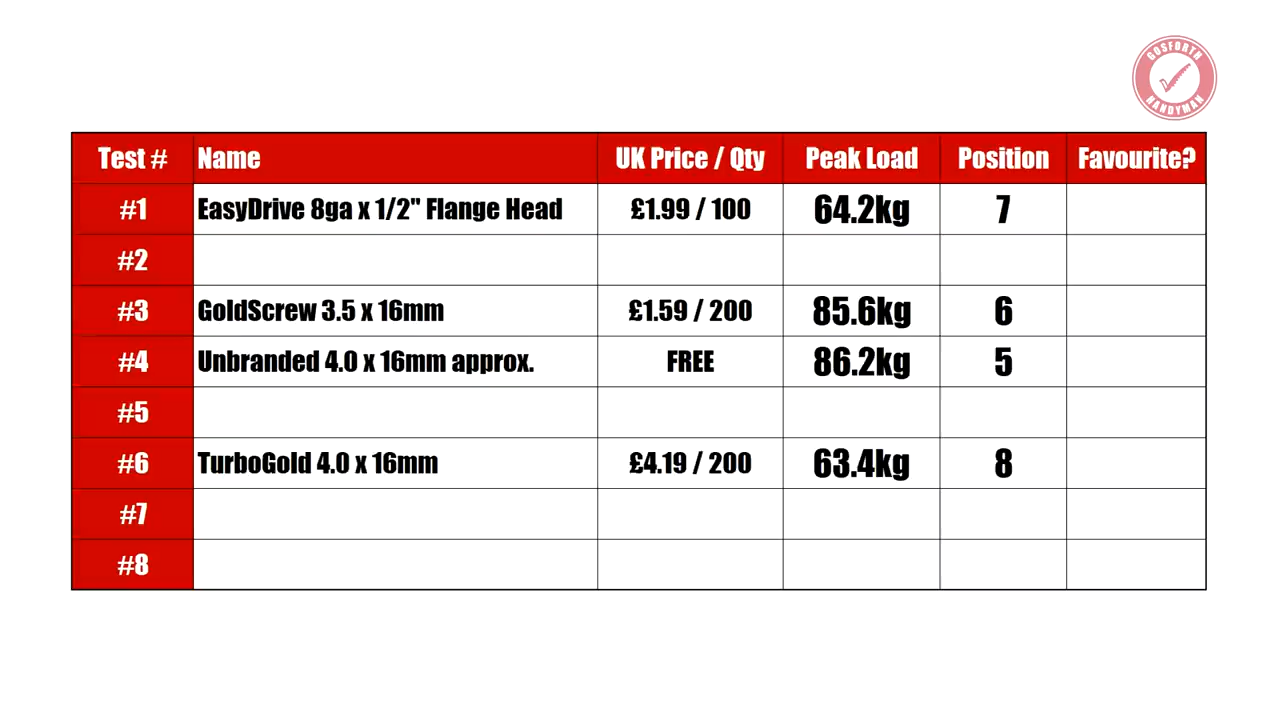 GOSFORTH
HANDYMAN
Test # Name UK Price / Qty Peak Load Position Favourite?
#1 EasyDrive 8ga x 1/2" Flange Head £1.99 / 100 64.2kg 7
#2
#3 GoldScrew 3.5 x 16mm £1.59 / 200 85.6kg 6
#4 Unbranded 4.0 x 16mm approx. FREE 86.2kg 5
#5
#6 TurboGold 4.0 x 16mm £4.19 / 200 63.4kg 8
#7
#8